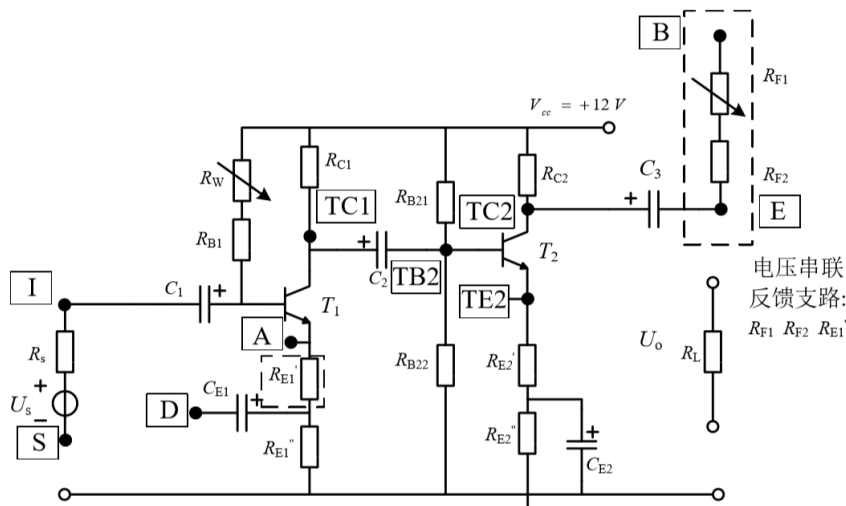 B
R_F1
V_cc = +12 V
R_W
R_C1
R_B21
R_C2
C_3
R_F2
TC1
TC2
E
R_B1
+
+
+
T_2
C_2
TB2
电压串联
I
C_1
+
T_1
TE2
反馈支路:
A
U_o
R_F1 R_F2 R_E1'
R_s
R_E1'
R_B22
R_E2'
R_L
+
U_s
−
D
C_E1
+
S
R_E1"
R_E2"
+
C_E2